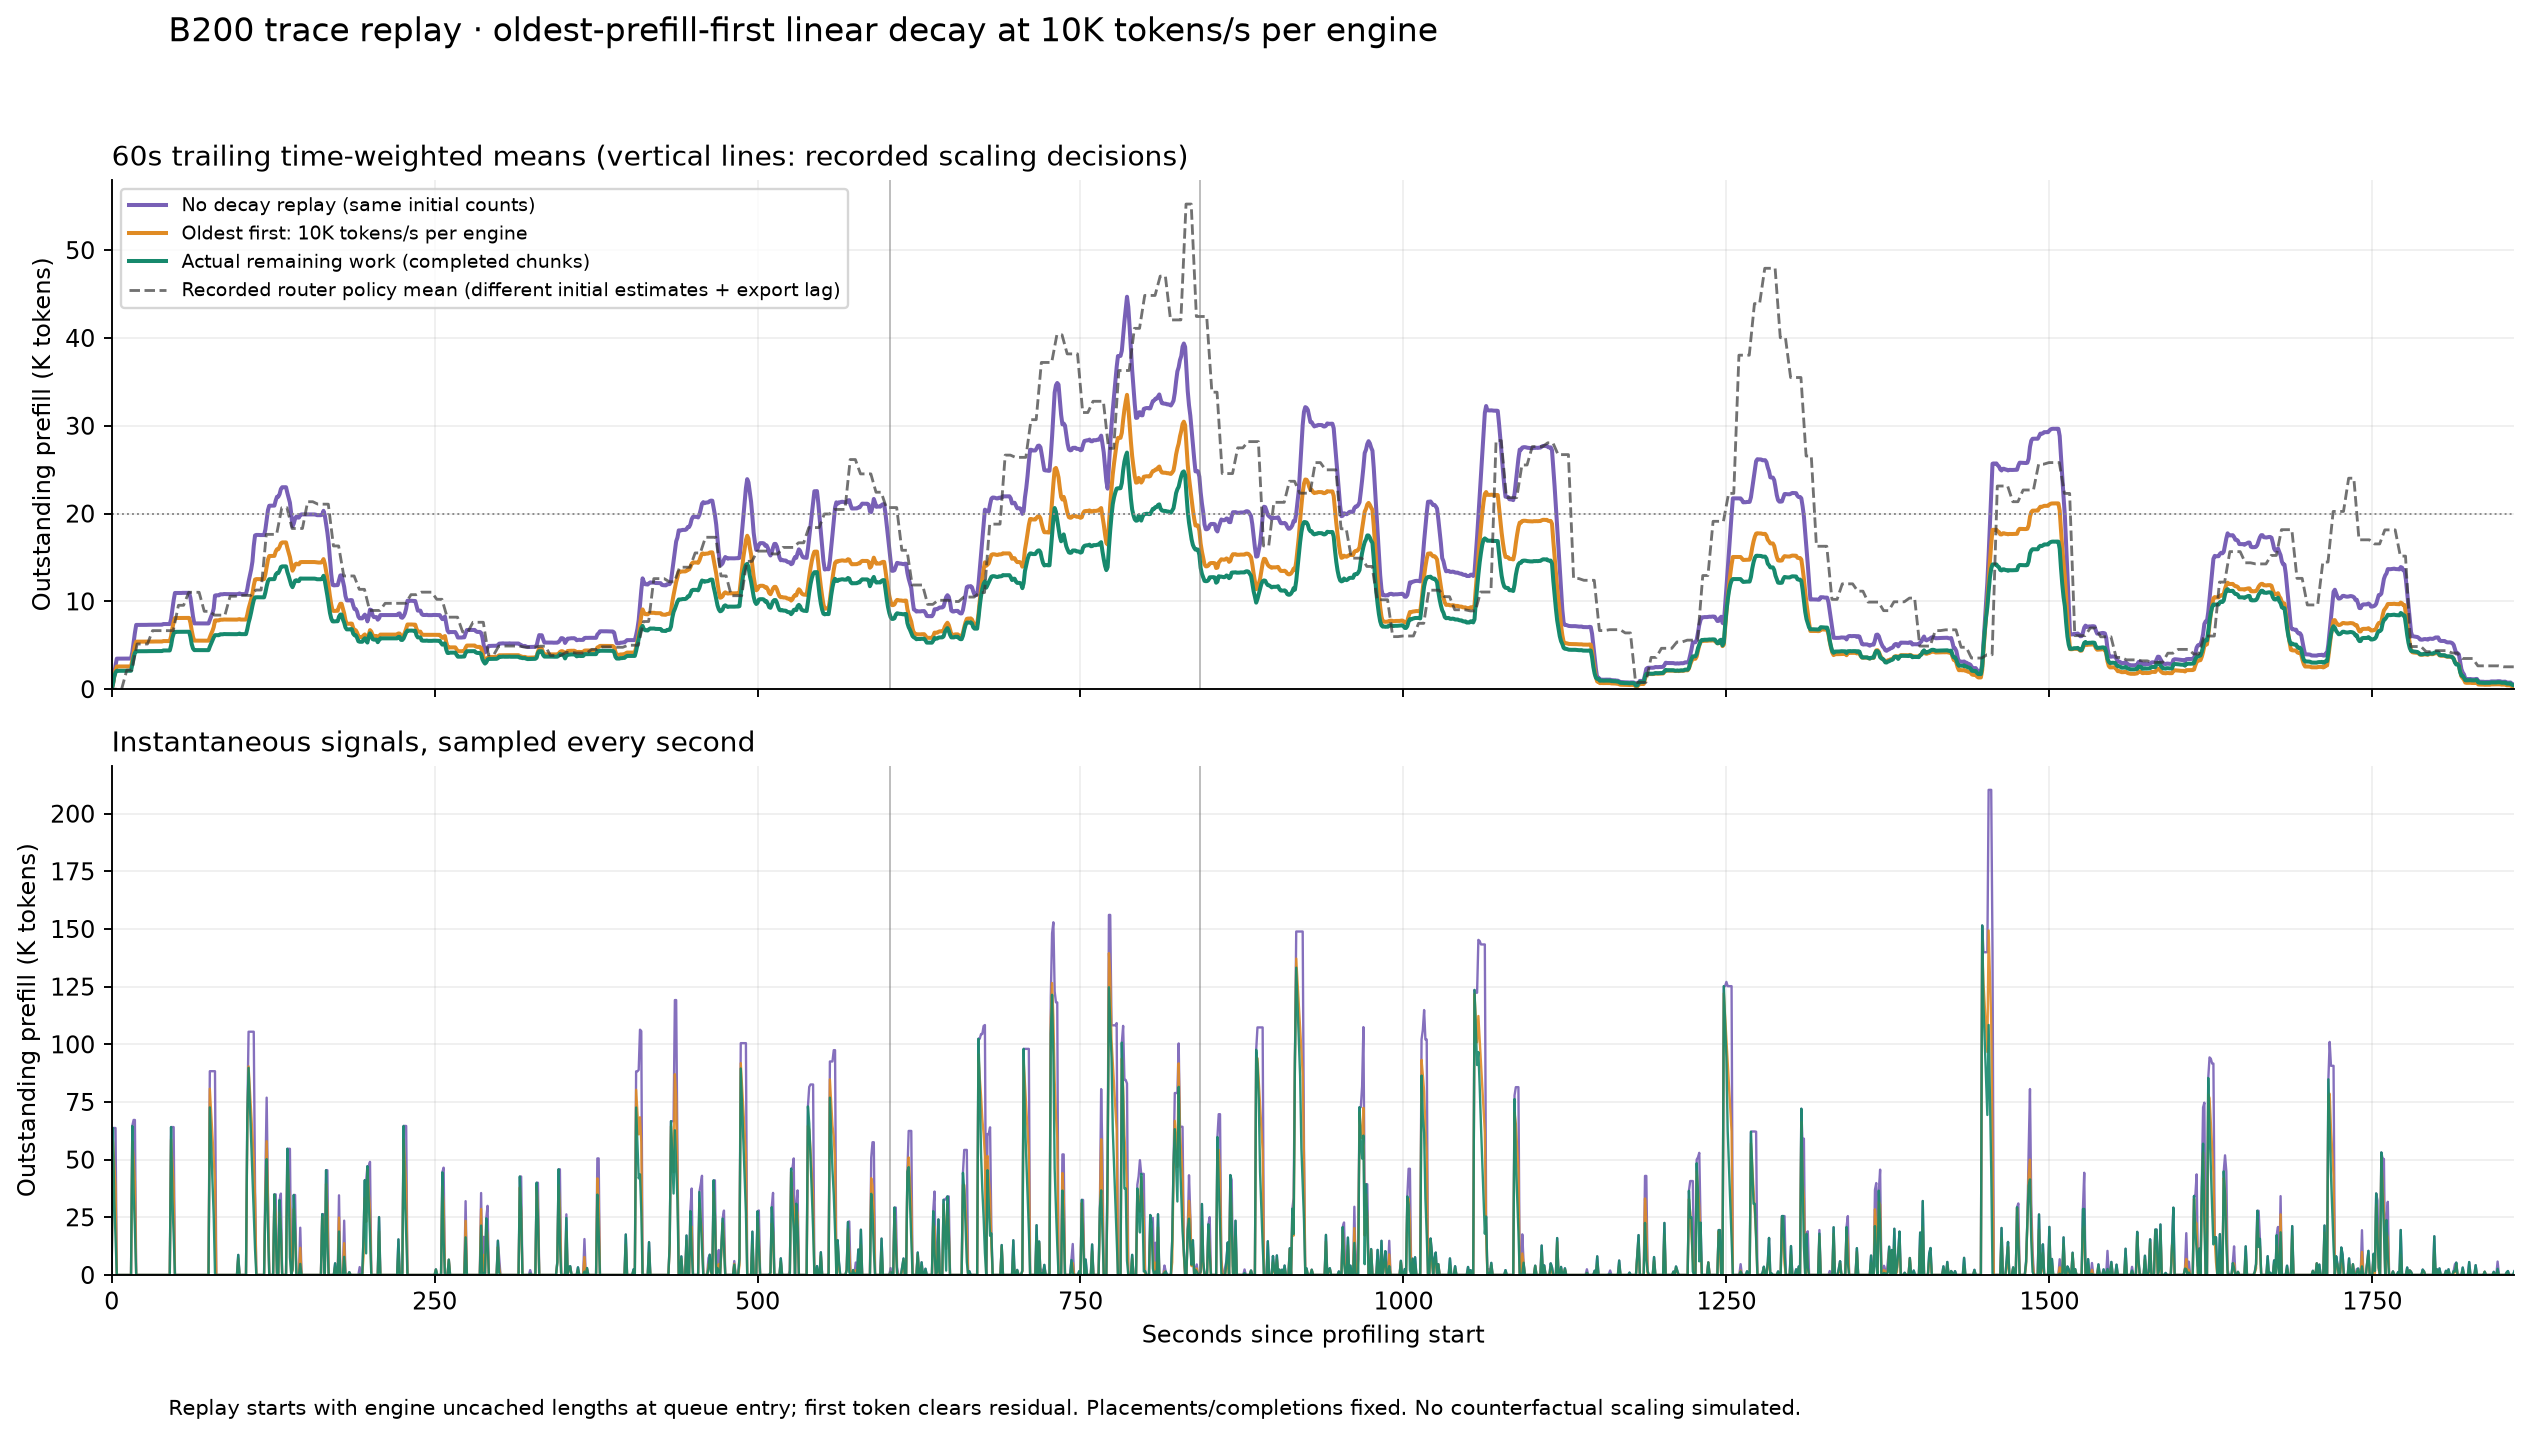 B200 trace replay · oldest-prefill-first linear decay at 10K tokens/s per engine
60s trailing time-weighted means (vertical lines: recorded scaling decisions)
No decay replay (same initial counts)
Oldest first: 10K tokens/s per engine
Actual remaining work (completed chunks)
Recorded router policy mean (different initial estimates + export lag)
Outstanding prefill (K tokens)
50
40
30
20
10
0
Instantaneous signals, sampled every second
Outstanding prefill (K tokens)
200
175
150
125
100
75
50
25
0
0 250 500 750 1000 1250 1500 1750
Seconds since profiling start
Replay starts with engine uncached lengths at queue entry; first token clears residual. Placements/completions fixed. No counterfactual scaling simulated.